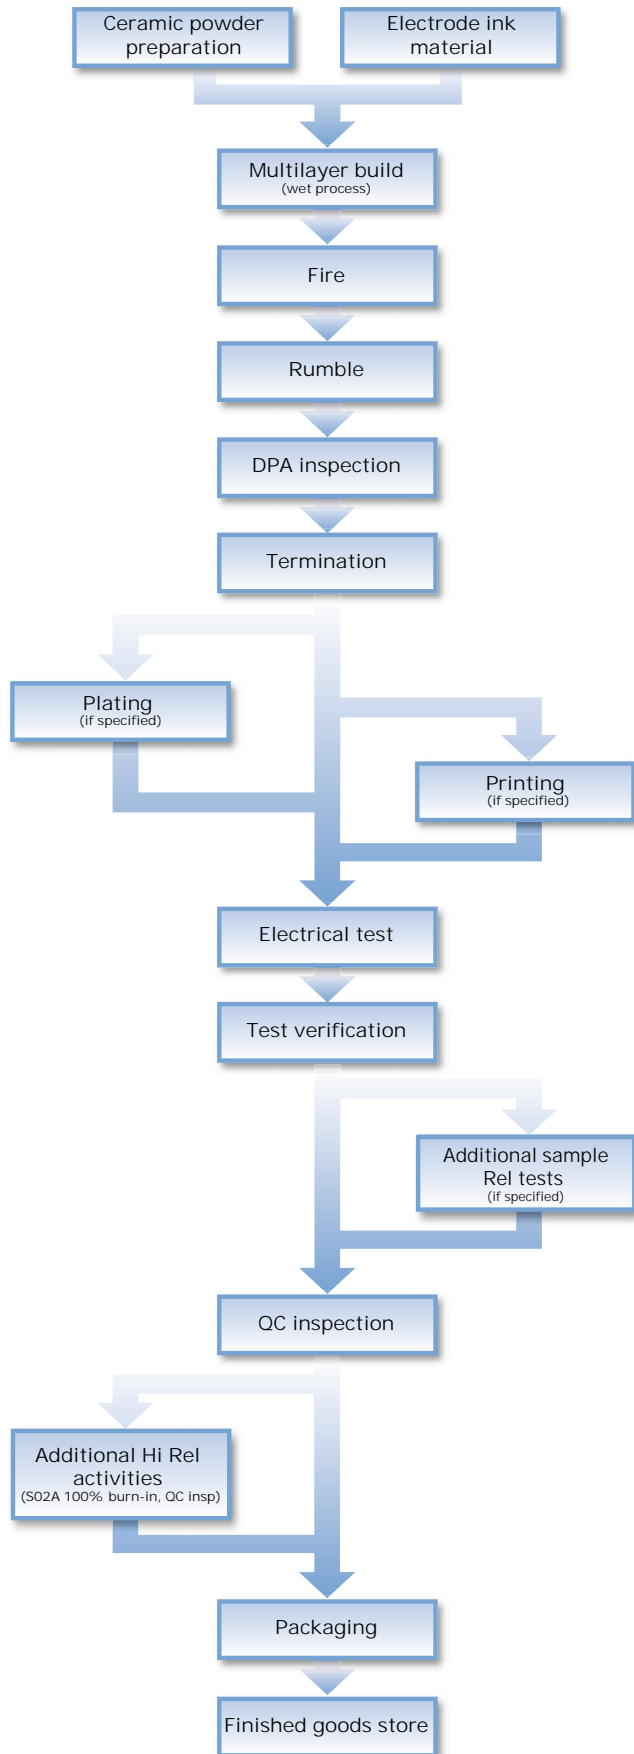 Ceramic powder
preparation
Electrode ink
material
Multilayer build
(wet process)
Fire
Rumble
DPA inspection
Termination
Plating
(if specified)
Printing
(if specified)
Electrical test
Test verification
Additional sample
Rel tests
(if specified)
QC inspection
Additional Hi Rel
activities
(S02A 100% burn-in, QC insp)
Packaging
Finished goods store